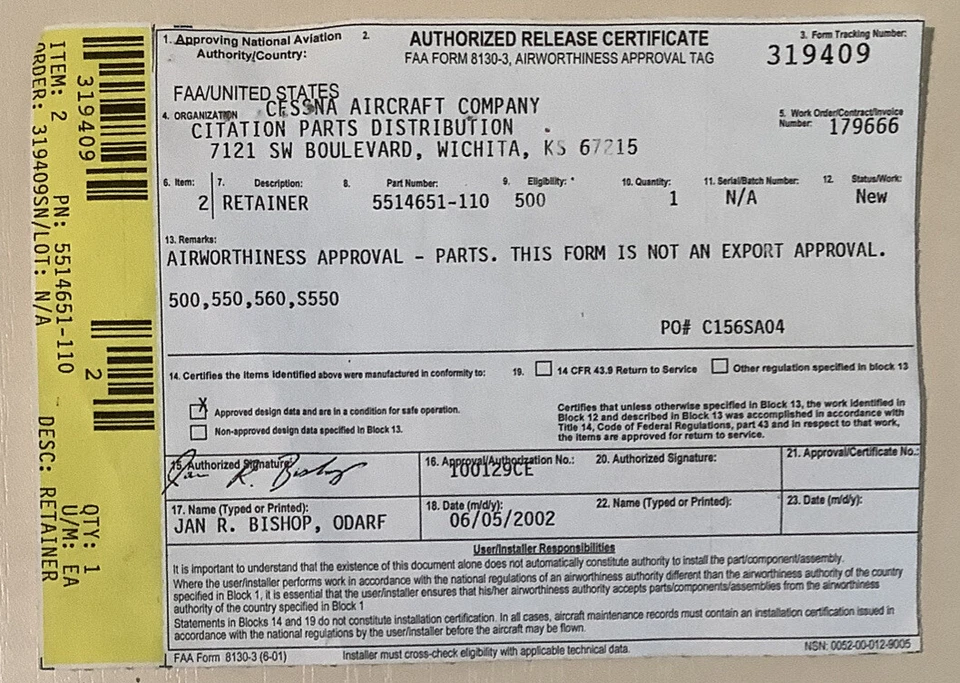 319409
2
ITEM: 2 PN: 5514651-110 QTY: 1
U/M: EA
ORDER: 319409SN/LOT: N/A DESC: RETAINER
1. Approving National Aviation
Authority/Country:
FAA/UNITED STATES
2.
AUTHORIZED RELEASE CERTIFICATE
FAA FORM 8130-3, AIRWORTHINESS APPROVAL TAG
3. Form Tracking Number:
319409
4. ORGANIZATION
CESSNA AIRCRAFT COMPANY
CITATION PARTS DISTRIBUTION
7121 SW BOULEVARD, WICHITA, KS 67215
5. Work Order/Contract/Invoice
Number: 179666
6. Item: 7. Description: 8. Part Number: 9. Eligibility: * 10. Quantity: 11. Serial/Batch Number: 12. Status/Work:
2 RETAINER 5514651-110 500 1 N/A New
13. Remarks:
AIRWORTHINESS APPROVAL - PARTS. THIS FORM IS NOT AN EXPORT APPROVAL.
500,550,560,S550
PO# C156SA04
14. Certifies the items identified above were manufactured in conformity to:
X Approved design data and are in a condition for safe operation.
Non-approved design data specified in Block 13.
19. 14 CFR 43.9 Return to Service Other regulation specified in block 13
Certifies that unless otherwise specified in Block 13, the work identified in
Block 12 and described in Block 13 was accomplished in accordance with
Title 14, Code of Federal Regulations, part 43 and in respect to that work,
the items are approved for return to service.
15. Authorized Signature:
Jan R. Bishop
16. Approval/Authorization No.:
100129CE
20. Authorized Signature:
21. Approval/Certificate No.:
17. Name (Typed or Printed):
JAN R. BISHOP, ODARF
18. Date (m/d/y):
06/05/2002
22. Name (Typed or Printed):
23. Date (m/d/y):
User/Installer Responsibilities
It is important to understand that the existence of this document alone does not automatically constitute authority to install the part/component/assembly.
Where the user/installer performs work in accordance with the national regulations of an airworthiness authority different than the airworthiness authority of the country
specified in Block 1, it is essential that the user/installer ensures that his/her airworthiness authority accepts parts/components/assemblies from the airworthiness
authority of the country specified in Block 1
Statements in Blocks 14 and 19 do not constitute installation certification. In all cases, aircraft maintenance records must contain an installation certification issued in
accordance with the national regulations by the user/installer before the aircraft may be flown.
FAA Form 8130-3 (6-01) Installer must cross-check eligibility with applicable technical data. NSN: 0052-00-012-9005